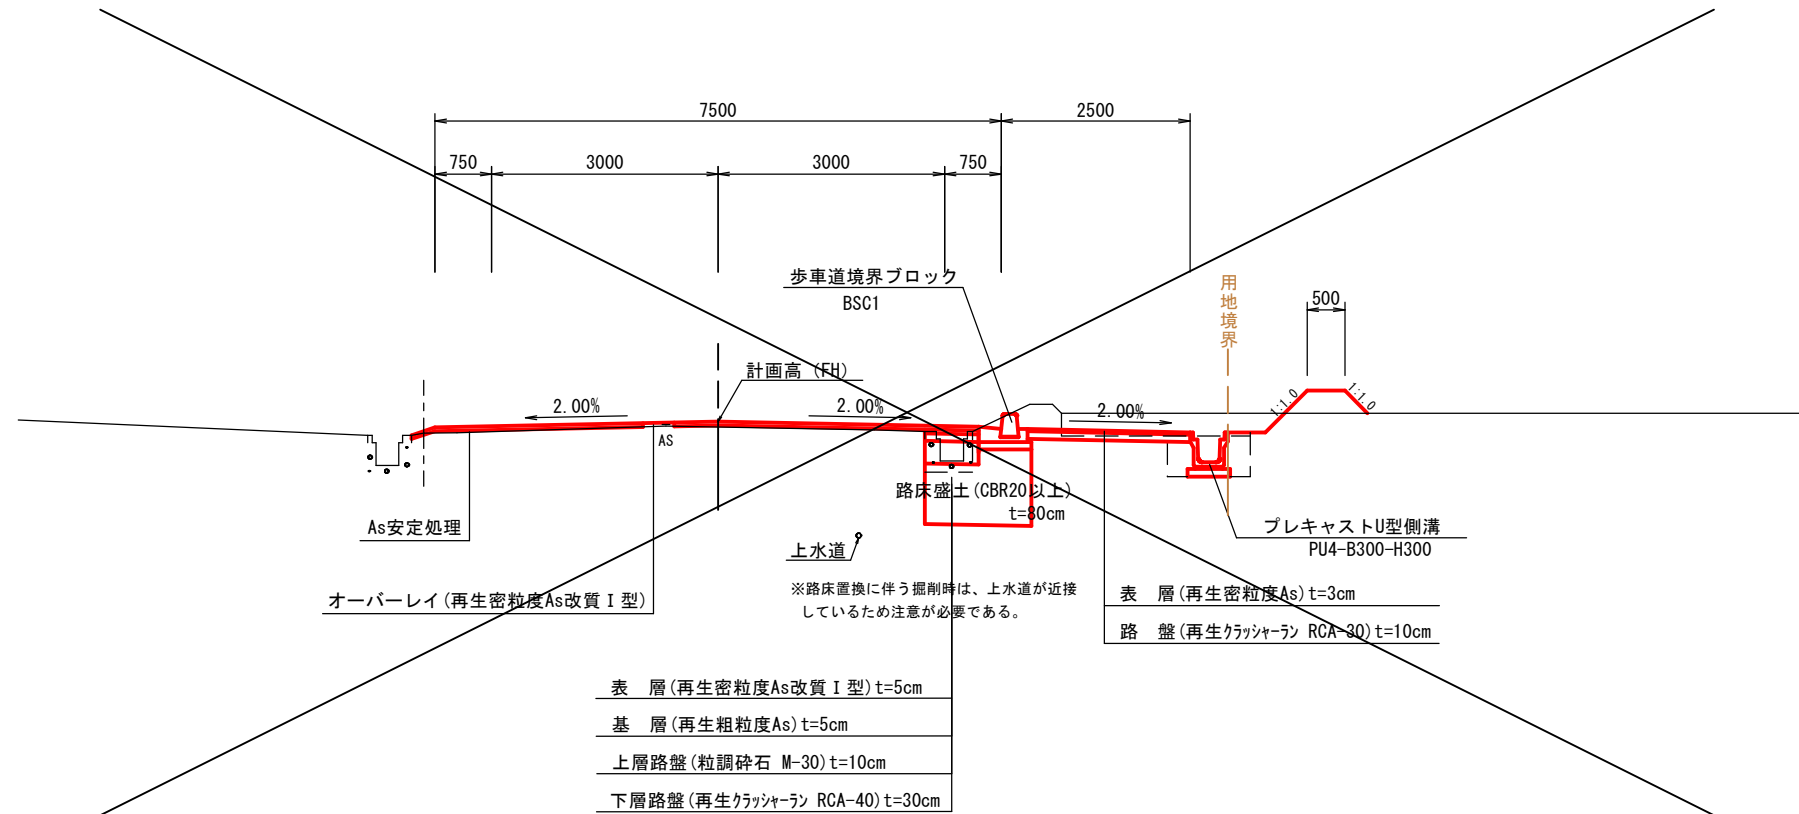 7500
2500
750
3000
3000
750
歩車道境界ブロック
BSC1
用地境界
500
計画高 (FH)
2.00%
2.00%
2.00%
1:1.0
1:1.0
AS
路床盛土(CBR20以上)
t=80cm
As安定処理
上水道
プレキャストU型側溝
PU4-B300-H300
※路床置換に伴う掘削時は、上水道が近接
しているため注意が必要である。
オーバーレイ(再生密粒度As改質Ⅰ型)
表 層(再生密粒度As)t=3cm
路 盤(再生クラッシャーラン RCA-30)t=10cm
表 層(再生密粒度As改質Ⅰ型)t=5cm
基 層(再生粗粒度As)t=5cm
上層路盤(粒調砕石 M-30)t=10cm
下層路盤(再生クラッシャーラン RCA-40)t=30cm